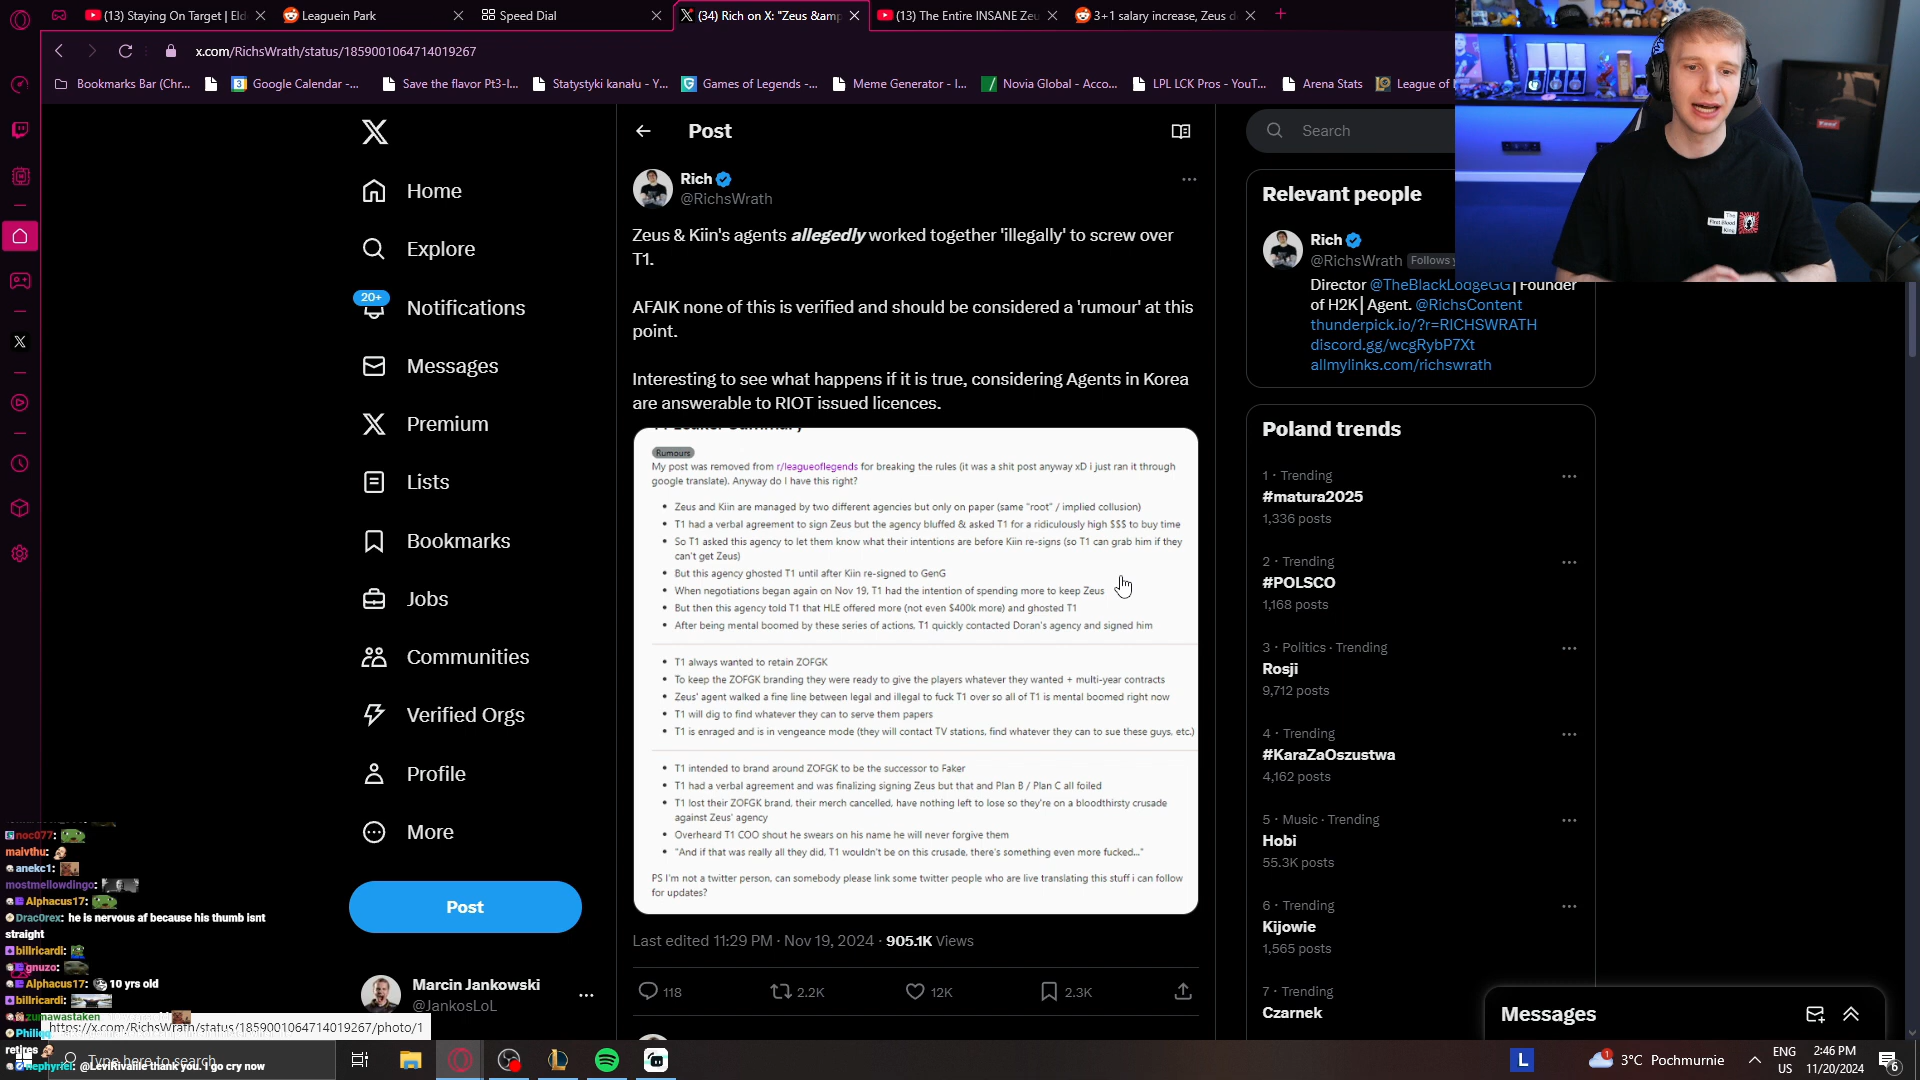 (13) Staying On Target | Eld
Leaguein Park
Speed Dial
(34) Rich on X: "Zeus &amp
(13) The Entire INSANE Zeu
3+1 salary increase, Zeus d
x.com/RichsWrath/status/1859001064714019267
Bookmarks Bar (Chr...
Google Calendar -...
Save the flavor Pt3-I...
Statystyki kanału - Y...
Games of Legends -...
Meme Generator - I...
Novia Global - Acco...
LPL LCK Pros - YouT...
Arena Stats
League of
Post
Search
Rich
@RichsWrath
Zeus & Kiin's agents allegedly worked together 'illegally' to screw over
T1.
AFAIK none of this is verified and should be considered a 'rumour' at this
point.
Interesting to see what happens if it is true, considering Agents in Korea
are answerable to RIOT issued licences.
Rumours
My post was removed from r/leagueoflegends for breaking the rules (it was a shit post anyway xD i just ran it through
google translate). Anyway do I have this right?
• Zeus and Kiin are managed by two different agencies but only on paper (same "root" / implied collusion)
• T1 had a verbal agreement to sign Zeus but the agency bluffed & asked T1 for a ridiculously high $$$ to buy time
• So T1 asked this agency to let them know what their intentions are before Kiin re-signs (so T1 can grab him if they
can't get Zeus)
• But this agency ghosted T1 until after Kiin re-signed to GenG
• When negotiations began again on Nov 19, T1 had the intention of spending more to keep Zeus
• But then this agency told T1 that HLE offered more (not even $400k more) and ghosted T1
• After being mental boomed by these series of actions, T1 quickly contacted Doran's agency and signed him
• T1 always wanted to retain ZOFGK
• To keep the ZOFGK branding they were ready to give the players whatever they wanted + multi-year contracts
• Zeus' agent walked a fine line between legal and illegal to fuck T1 over so all of T1 is mental boomed right now
• T1 will dig to find whatever they can to serve them papers
• T1 is enraged and is in vengeance mode (they will contact TV stations, find whatever they can to sue these guys, etc.)
• T1 intended to brand around ZOFGK to be the successor to Faker
• T1 had a verbal agreement and was finalizing signing Zeus but that and Plan B / Plan C all foiled
• T1 lost their ZOFGK brand, their merch cancelled, have nothing left to lose so they're on a bloodthirsty crusade
against Zeus' agency
• Overheard T1 COO shout he swears on his name he will never forgive them
• "And if that was really all they did, T1 wouldn't be on this crusade, there's something even more fucked..."
PS I'm not a twitter person, can somebody please link some twitter people who are live translating this stuff i can follow
for updates?
Last edited 11:29 PM · Nov 19, 2024 · 905.1K Views
118
2.2K
12K
2.3K
Home
Explore
20+
Notifications
Messages
Premium
Lists
Bookmarks
Jobs
Communities
Verified Orgs
Profile
More
Post
Marcin Jankowski
@JankosLoL
Relevant people
Rich
@RichsWrath Follows y
Director @TheBlackLodgeGG | Founder
of H2K | Agent. @RichsContent
thunderpick.io/?r=RICHSWRATH
discord.gg/wcgRybP7Xt
allmylinks.com/richswrath
Poland trends
1 · Trending
#matura2025
1,336 posts
2 · Trending
#POLSCO
1,168 posts
3 · Politics · Trending
Rosji
9,712 posts
4 · Trending
#KaraZaOszustwa
4,162 posts
5 · Music · Trending
Hobi
55.3K posts
6 · Trending
Kijowie
1,565 posts
7 · Trending
Czarnek
Messages
noc077:
maivthu:
anekc1:
mostmellowdingo:
Alphacus17:
Drac0rex: he is nervous af because his thumb isnt
straight
billricardi:
gnuzo:
Alphacus17: 10 yrs old
billricardi:
zumawastaken
https://x.com/RichsWrath/status/1859001064714019267/photo/1
retires
Type here to search
@LeviRivaille thank you. I go cry now
L
1
3°C Pochmurnie
ENG
US
2:46 PM
11/20/2024
6